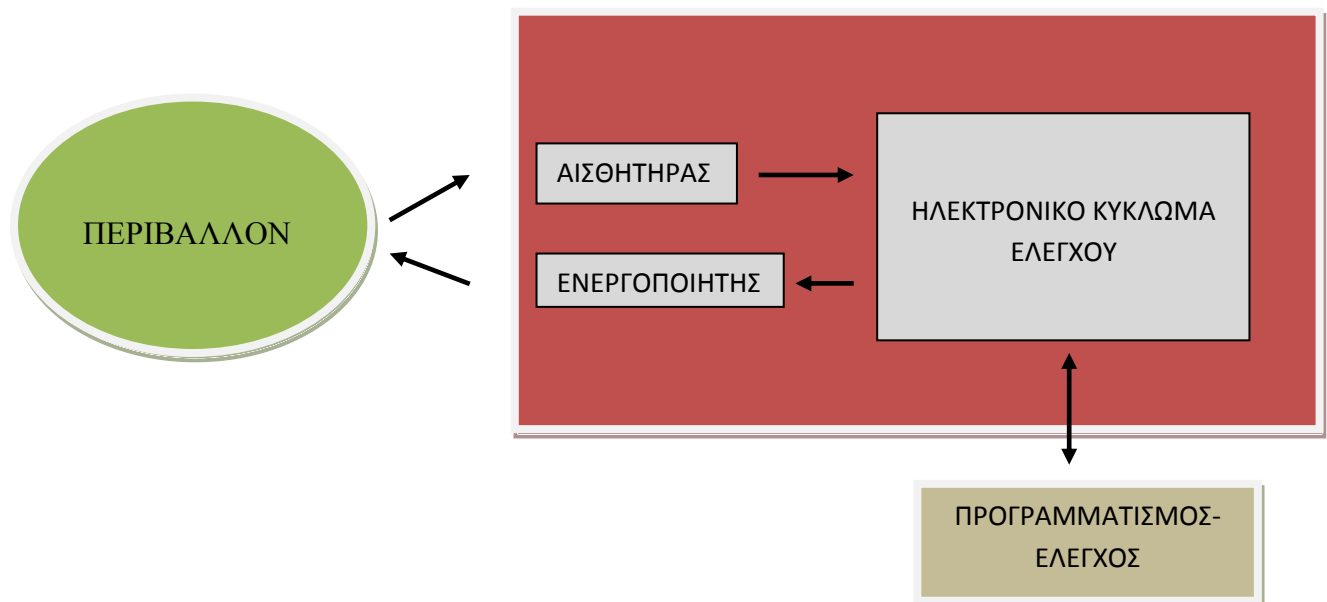 ΠΕΡΙΒΑΛΛΟΝ
ΑΙΣΘΗΤΗΡΑΣ
ΕΝΕΡΓΟΠΟΙΗΤΗΣ
ΗΛΕΚΤΡΟΝΙΚΟ ΚΥΚΛΩΜΑ
ΕΛΕΓΧΟΥ
ΠΡΟΓΡΑΜΜΑΤΙΣΜΟΣ-
ΕΛΕΓΧΟΣ